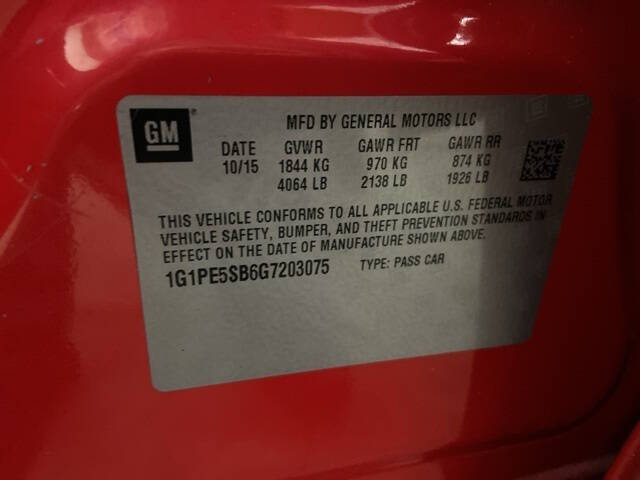 GM
MFD BY GENERAL MOTORS LLC
DATE GVWR GAWR FRT GAWR RR
10/15 1844 KG 970 KG 874 KG
4064 LB 2138 LB 1926 LB
THIS VEHICLE CONFORMS TO ALL APPLICABLE U.S. FEDERAL MOTOR
VEHICLE SAFETY, BUMPER, AND THEFT PREVENTION STANDARDS IN
EFFECT ON THE DATE OF MANUFACTURE SHOWN ABOVE.
1G1PE5SB6G7203075 TYPE: PASS CAR